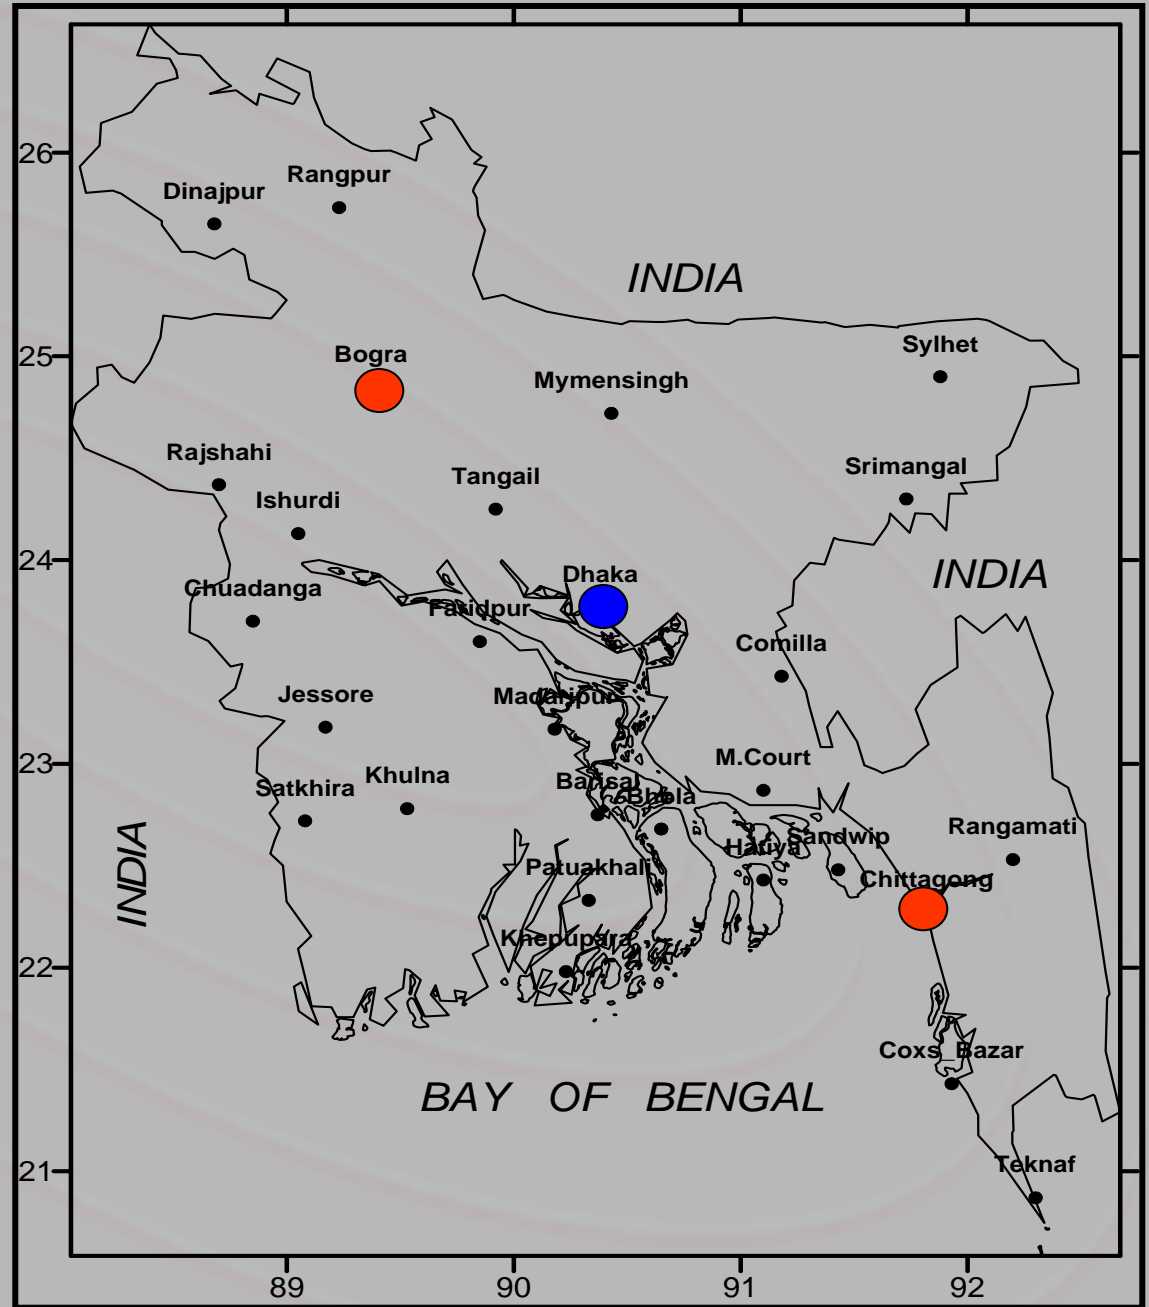 26
Rangpur
Dinajpur
INDIA
25
Sylhet
Bogra
Mymensingh
Rajshahi
Srimangal
Tangail
Ishurdi
24
INDIA
Dhaka
Chuadanga
Faridpur
Comilla
Jessore
Madaripur
23
M.Court
Khulna
Barisal
Satkhira
Bhola
Rangamati
Sandwip
Hatiya
INDIA
Patuakhali
Chittagong
Khepupara
22
Coxs_Bazar
BAY OF BENGAL
21
Teknaf
89 90 91 92